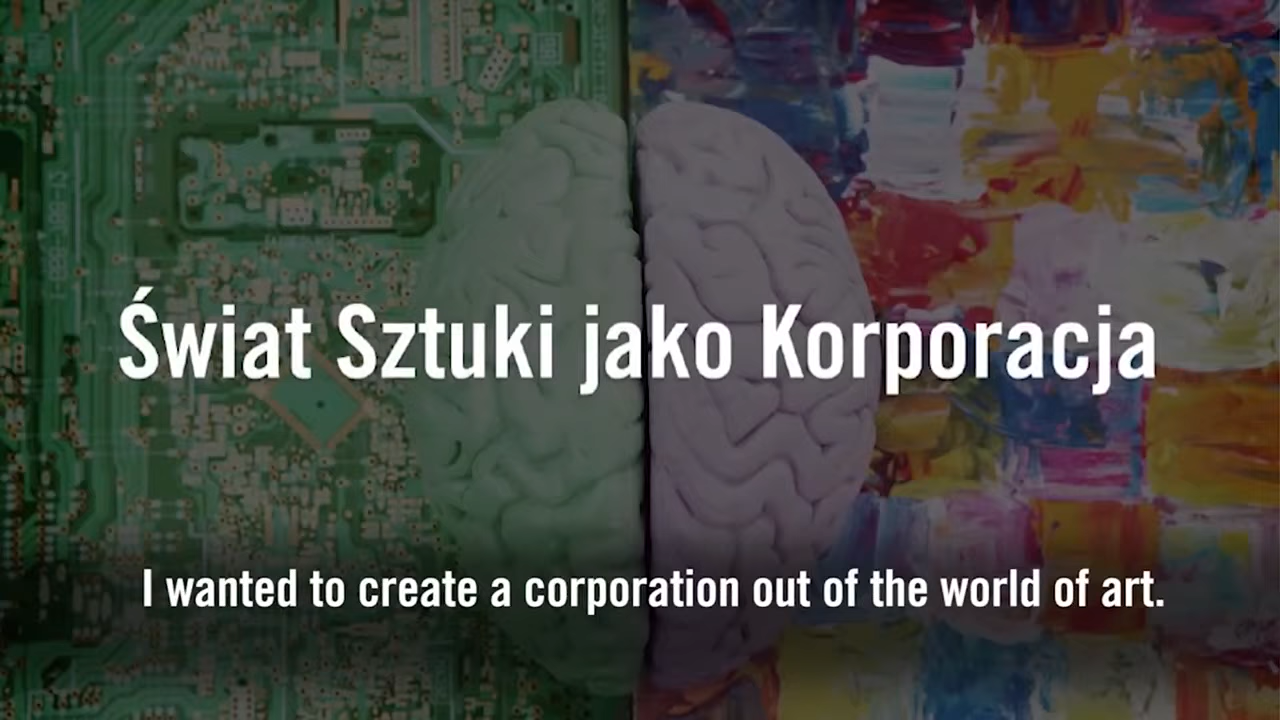 Świat Sztuki jako Korporacja
I wanted to create a corporation out of the world of art.